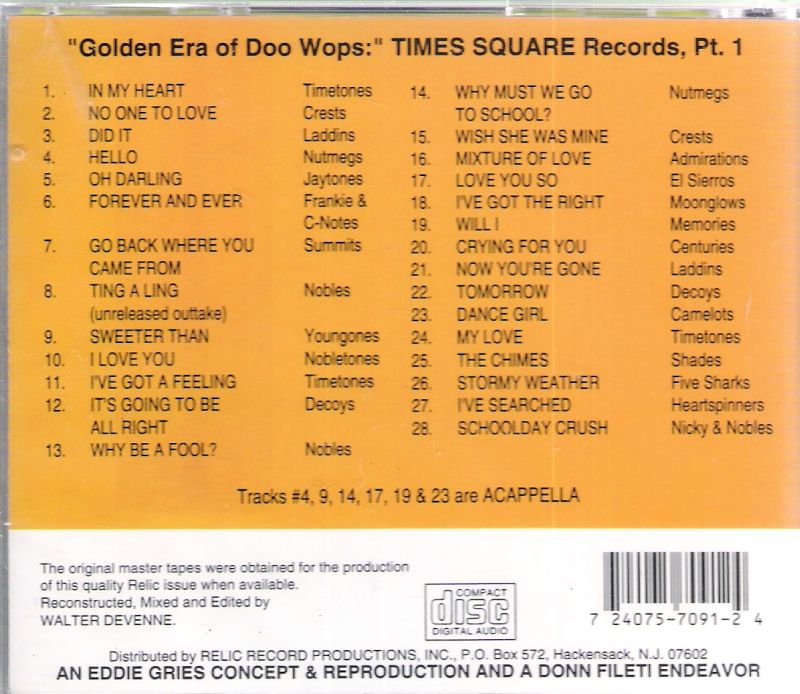 "Golden Era of Doo Wops:" TIMES SQUARE Records, Pt. 1
1. IN MY HEART Timetones
2. NO ONE TO LOVE Crests
3. DID IT Laddins
4. HELLO Nutmegs
5. OH DARLING Jaytones
6. FOREVER AND EVER Frankie &
C-Notes
7. GO BACK WHERE YOU Summits
CAME FROM
8. TING A LING Nobles
(unreleased outtake)
9. SWEETER THAN Youngones
10. I LOVE YOU Nobletones
11. I'VE GOT A FEELING Timetones
12. IT'S GOING TO BE Decoys
ALL RIGHT
13. WHY BE A FOOL? Nobles
14. WHY MUST WE GO Nutmegs
TO SCHOOL?
15. WISH SHE WAS MINE Crests
16. MIXTURE OF LOVE Admirations
17. LOVE YOU SO El Sierros
18. I'VE GOT THE RIGHT Moonglows
19. WILL I Memories
20. CRYING FOR YOU Centuries
21. NOW YOU'RE GONE Laddins
22. TOMORROW Decoys
23. DANCE GIRL Camelots
24. MY LOVE Timetones
25. THE CHIMES Shades
26. STORMY WEATHER Five Sharks
27. I'VE SEARCHED Heartspinners
28. SCHOOLDAY CRUSH Nicky & Nobles
Tracks #4, 9, 14, 17, 19 & 23 are ACAPPELLA
The original master tapes were obtained for the production
of this quality Relic issue when available.
Reconstructed, Mixed and Edited by
WALTER DEVENNE.
COMPACT
disc
DIGITAL AUDIO
7 24075-7091-2 4
Distributed by RELIC RECORD PRODUCTIONS, INC., P.O. Box 572, Hackensack, N.J. 07602
AN EDDIE GRIES CONCEPT & REPRODUCTION AND A DONN FILETI ENDEAVOR